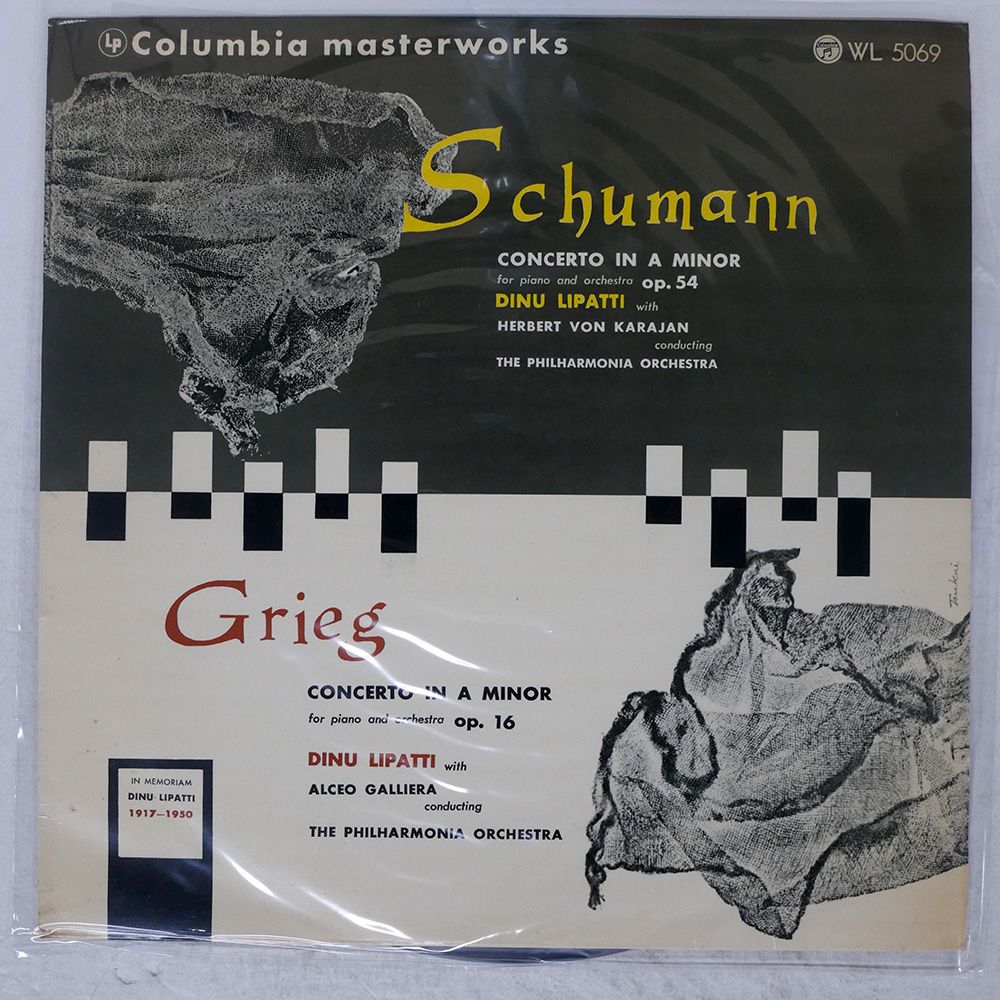 LP Columbia masterworks
WL 5069
Schumann
CONCERTO IN A MINOR
for piano and orchestra op. 54
DINU LIPATTI with
HERBERT VON KARAJAN
conducting
THE PHILHARMONIA ORCHESTRA
Grieg
CONCERTO IN A MINOR
for piano and orchestra op. 16
DINU LIPATTI with
ALCEO GALLIERA
conducting
THE PHILHARMONIA ORCHESTRA
IN MEMORIAM
DINU LIPATTI
1917-1950